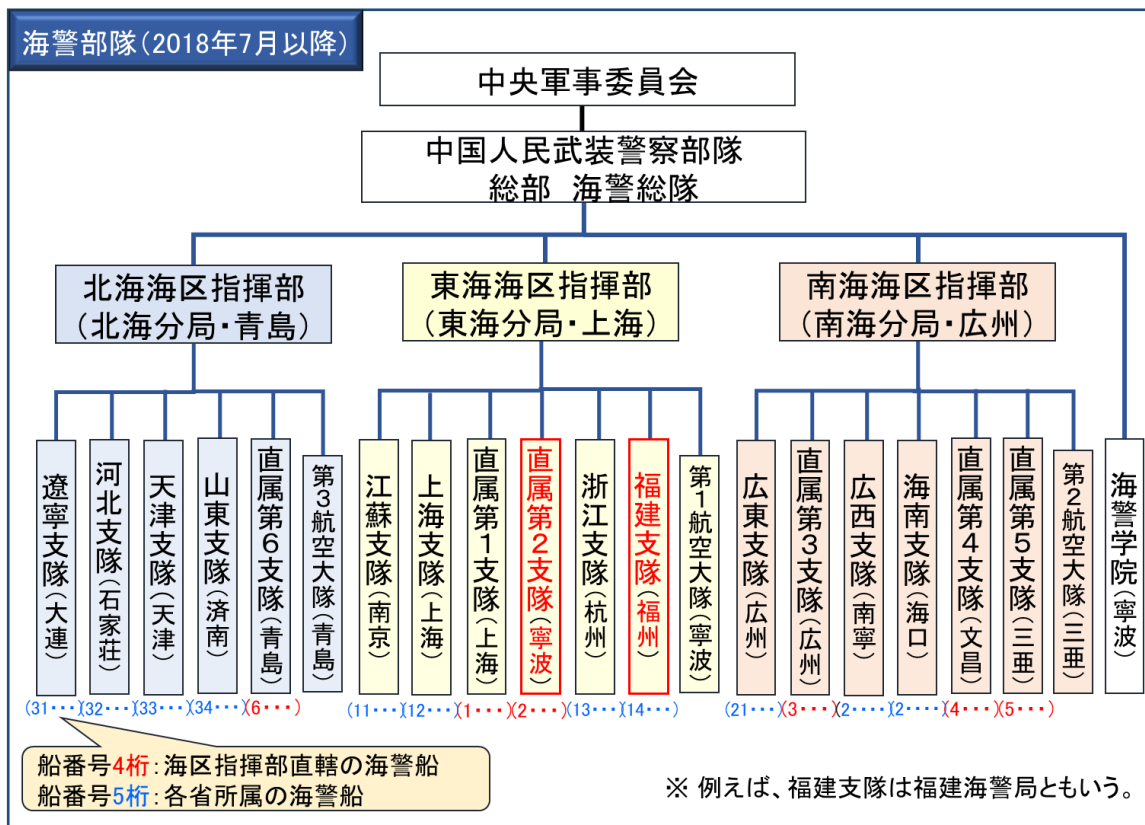 海警部隊（2018年7月以降）
中央軍事委員会
中国人民武装警察部隊
総部　海警総隊
北海海区指揮部
（北海分局・青島）
東海海区指揮部
（東海分局・上海）
南海海区指揮部
（南海分局・広州）
遼寧支隊（大連）
河北支隊（石家荘）
天津支隊（天津）
山東支隊（済南）
直属第６支隊（青島）
第３航空大隊（青島）
江蘇支隊（南京）
上海支隊（上海）
直属第１支隊（上海）
直属第２支隊（寧波）
浙江支隊（杭州）
福建支隊（福州）
第１航空大隊（寧波）
広東支隊（広州）
直属第３支隊（広州）
広西支隊（南寧）
海南支隊（海口）
直属第４支隊（文昌）
直属第５支隊（三亜）
第２航空大隊（三亜）
海警学院（寧波）
(31・・・)
(32・・・)
(33・・・)
(34・・・)
(6・・・)
(11・・・)
(12・・・)
(1・・・)
(2・・・)
(13・・・)
(14・・・)
(21・・・)
(3・・・)
(2・・・・)
(2・・・・)
(4・・・)
(5・・・)
船番号4桁：海区指揮部直轄の海警船
船番号5桁：各省所属の海警船
※ 例えば、福建支隊は福建海警局ともいう。